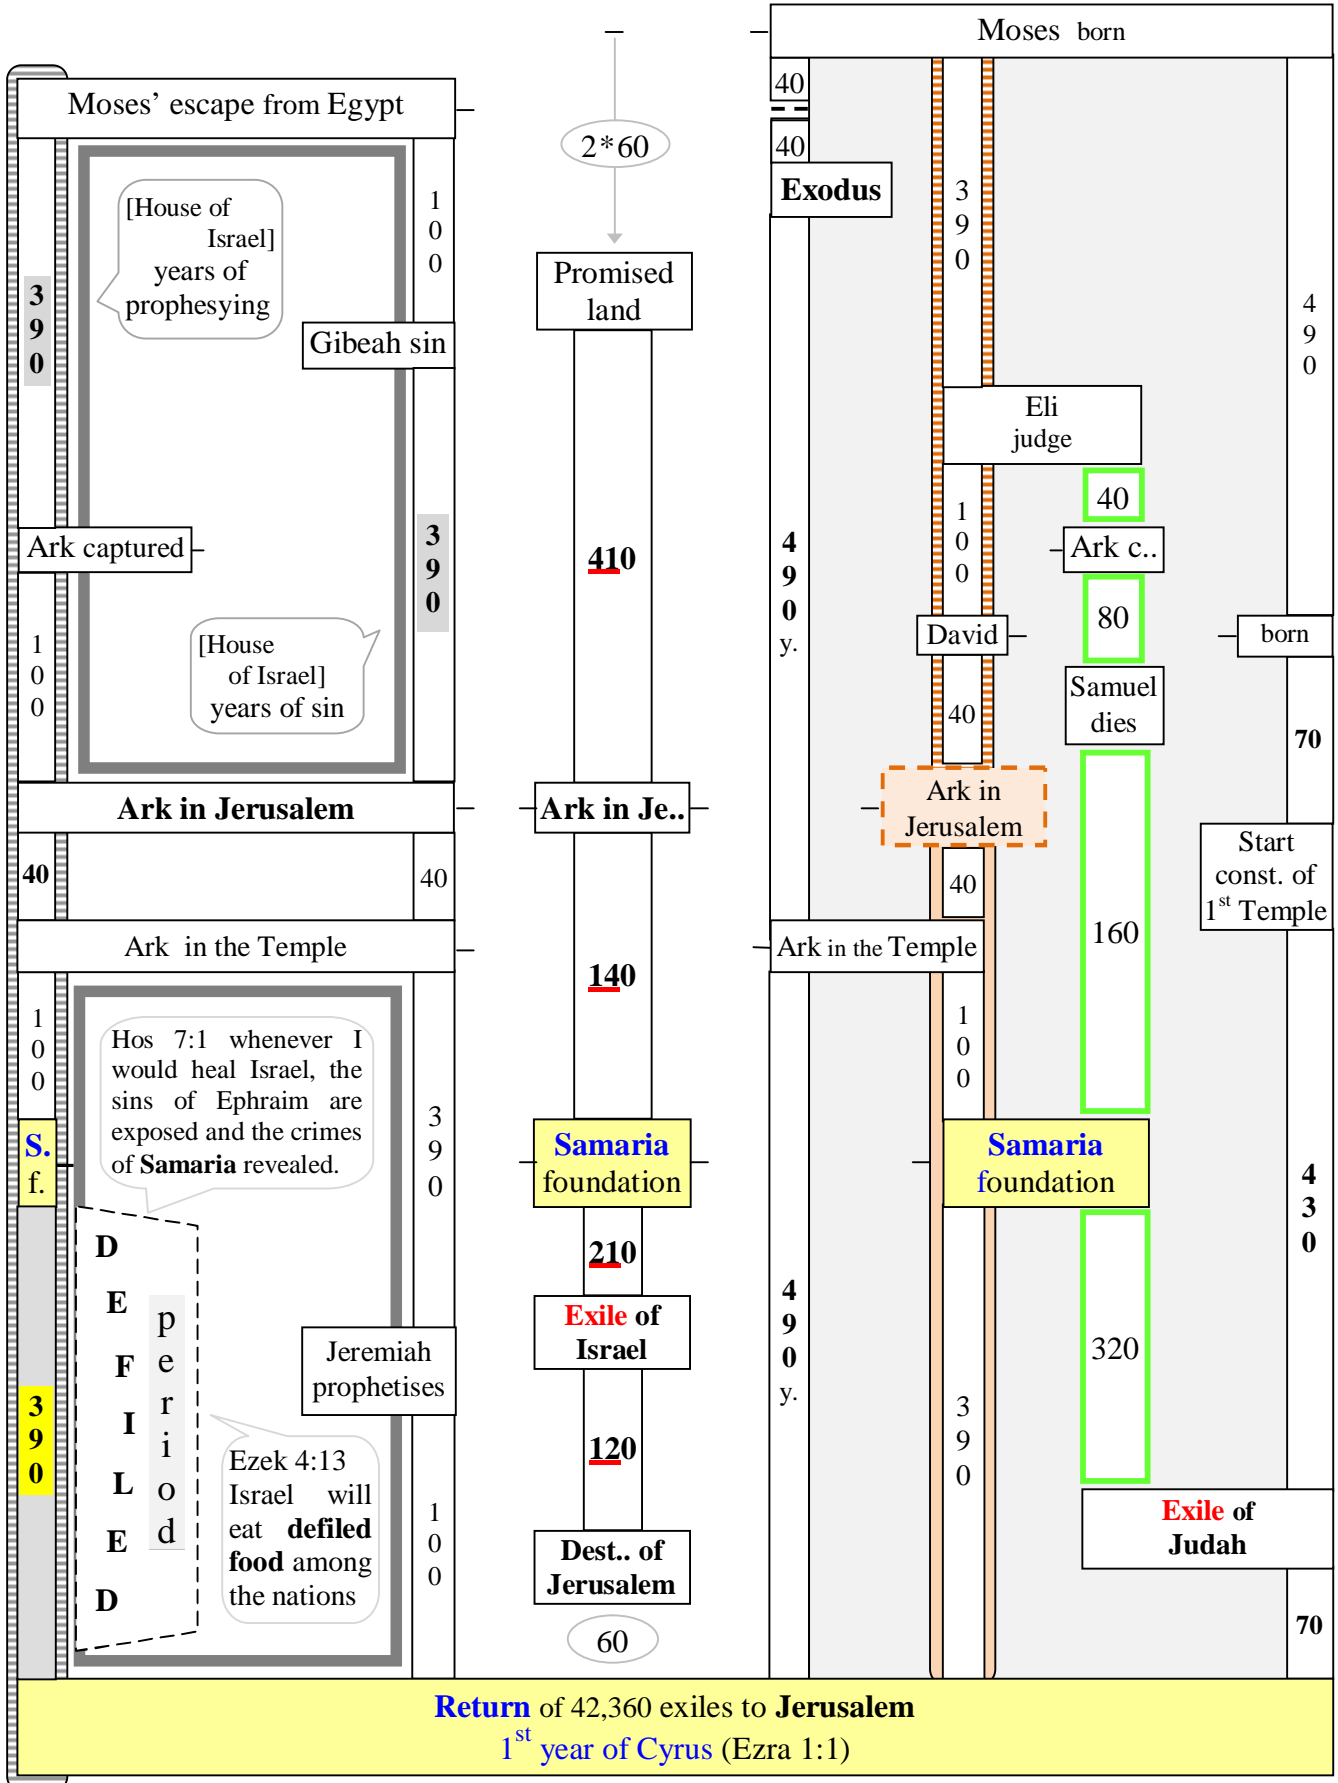 Moses born
Moses' escape from Egypt
2*60
40
40
Exodus
[House of
Israel]
years of
prophesying
1
0
0
3
9
0
Promised
land
3
9
0
4
9
0
Gibeah sin
Eli
judge
40
Ark captured
3
9
0
410
4
9
0
y.
1
0
0
Ark c..
80
1
0
0
[House
of Israel]
years of sin
David
born
40
Samuel
dies
70
Ark in Jerusalem
Ark in Je..
Ark in
Jerusalem
Start
const. of
1st Temple
40
40
40
160
Ark in the Temple
Ark in the Temple
140
1
0
0
Hos 7:1 whenever I
would heal Israel, the
sins of Ephraim are
exposed and the crimes
of Samaria revealed.
3
9
0
1
0
0
S.
f.
Samaria
foundation
Samaria
foundation
4
3
0
D
E
F
I
L
E
D
p
e
r
i
o
d
210
Exile of
Israel
4
9
0
y.
320
Jeremiah
prophetises
3
9
0
120
3
9
0
Ezek 4:13
Israel will
eat defiled
food among
the nations
1
0
0
Exile of
Judah
Dest.. of
Jerusalem
60
70
Return of 42,360 exiles to Jerusalem
1st year of Cyrus (Ezra 1:1)